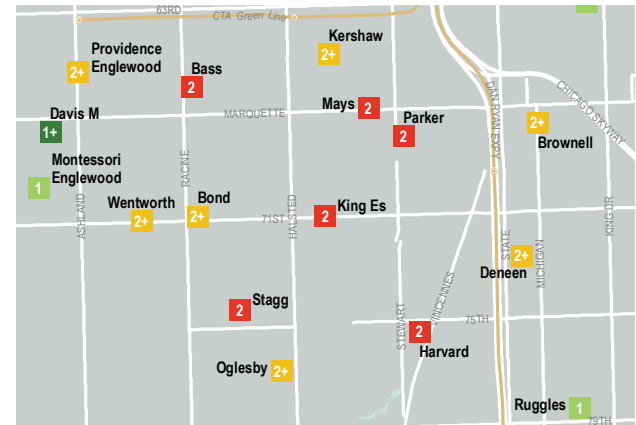 63RD
CTA Green Line
Kershaw
2+
Providence
Englewood
2+
Bass
2
DAN RYAN EXPY
CHICAGO SKYWAY
Mays
2
MARQUETTE
Davis M
1+
Parker
2
2+
Brownell
Montessori
Englewood
1
RACINE
ASHLAND
HALSTED
KING DR
Wentworth
2+
Bond
2+
71ST
King Es
2
STATE
MICHIGAN
2+
Deneen
VINCENNES
STEWART
Stagg
2
75TH
2
Harvard
Oglesby
2+
Ruggles
1
79TH